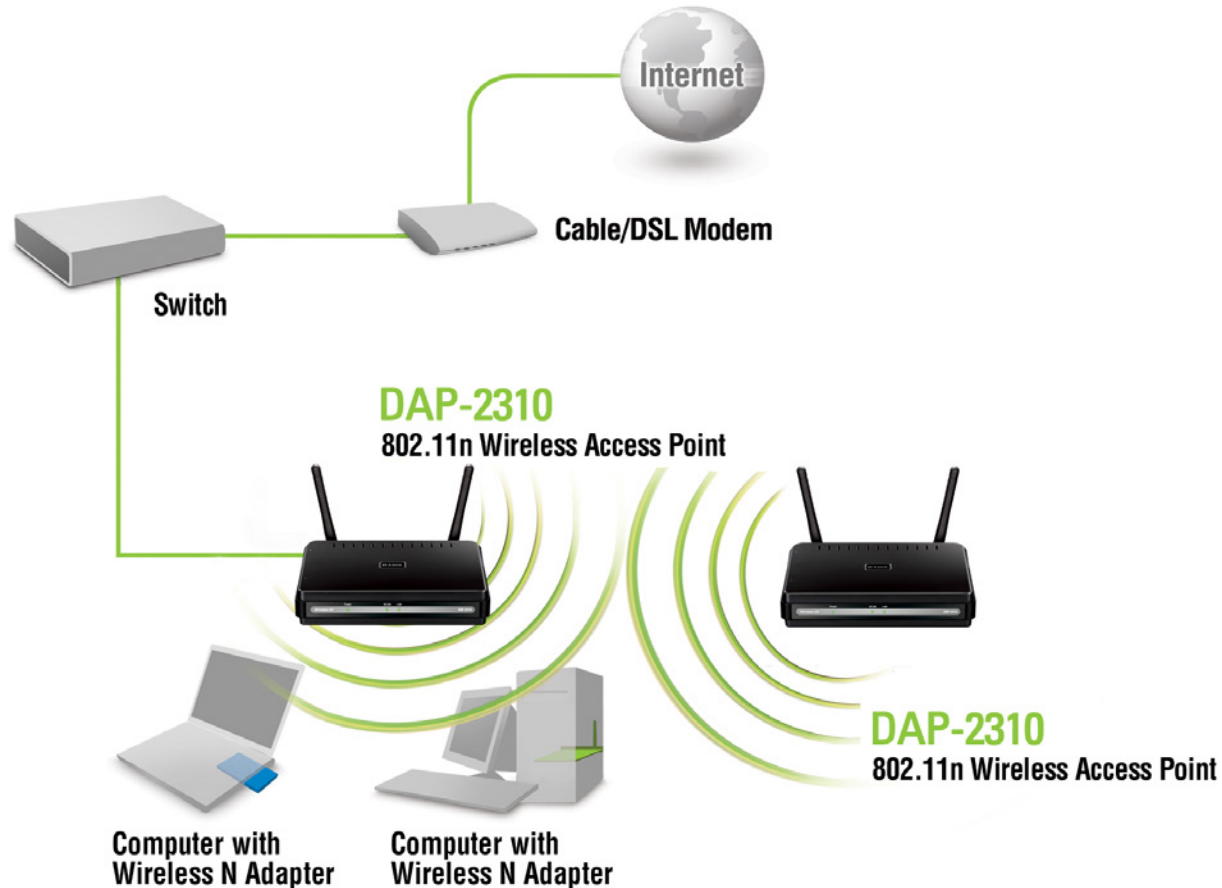 Internet
Cable/DSL Modem
Switch
DAP-2310
802.11n Wireless Access Point
DAP-2310
802.11n Wireless Access Point
Computer with
Wireless N Adapter
Computer with
Wireless N Adapter